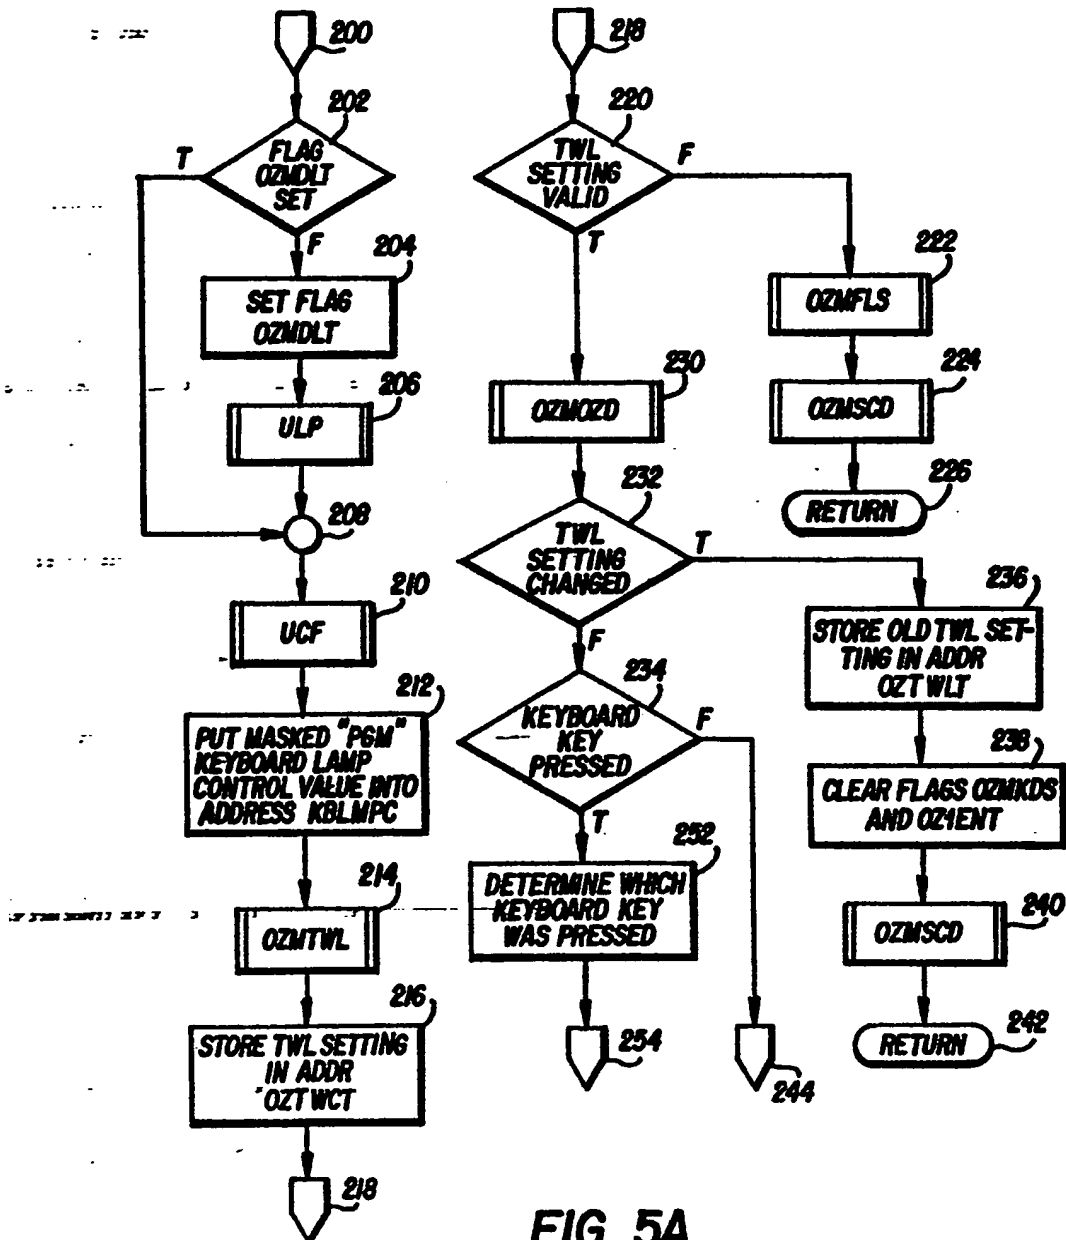 200
202
FLAG
OZMDLT
SET
T
F
204
SET FLAG
OZMDLT
206
ULP
208
210
UCF
212
PUT MASKED "PGM"
KEYBOARD LAMP
CONTROL VALUE INTO
ADDRESS KBLMPC
214
OZMTWL
216
STORE TWL SETTING
IN ADDR
OZT WCT
218
218
220
TWL
SETTING
VALID
F
T
222
OZMFLS
224
OZMSCD
226
RETURN
230
OZMOZD
232
TWL
SETTING
CHANGED
T
F
234
KEYBOARD
KEY
PRESSED
F
T
236
STORE OLD TWL SET-
TING IN ADDR
OZT WLT
238
CLEAR FLAGS OZMKDS
AND OZ1ENT
240
OZMSCD
242
RETURN
252
DETERMINE WHICH
KEYBOARD KEY
WAS PRESSED
254
244
FIG. 5A